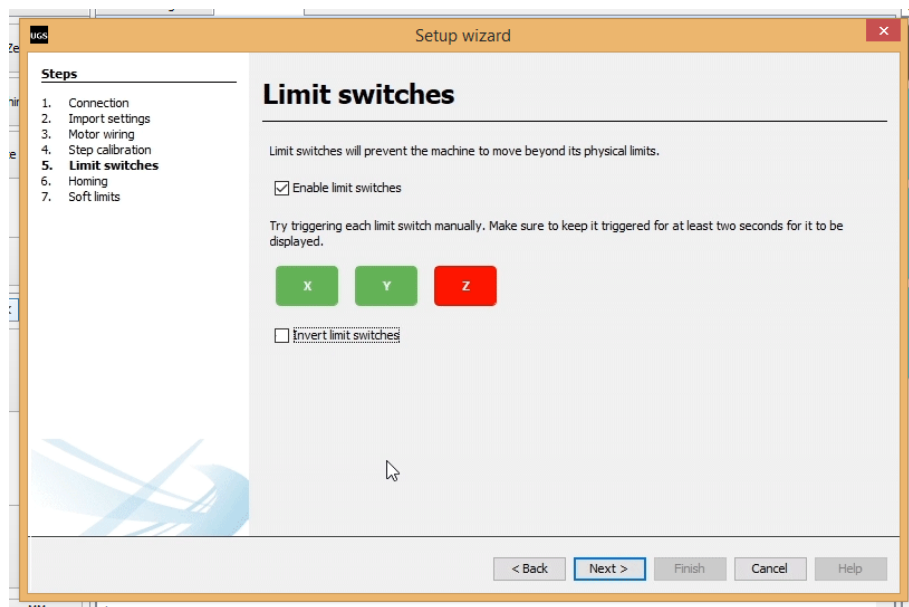 UGS
Setup wizard
Steps
1. Connection
2. Import settings
3. Motor wiring
4. Step calibration
5. Limit switches
6. Homing
7. Soft limits
Limit switches
Limit switches will prevent the machine to move beyond its physical limits.
Enable limit switches
Try triggering each limit switch manually. Make sure to keep it triggered for at least two seconds for it to be
displayed.
X Y Z
Invert limit switches
< Back Next > Finish Cancel Help